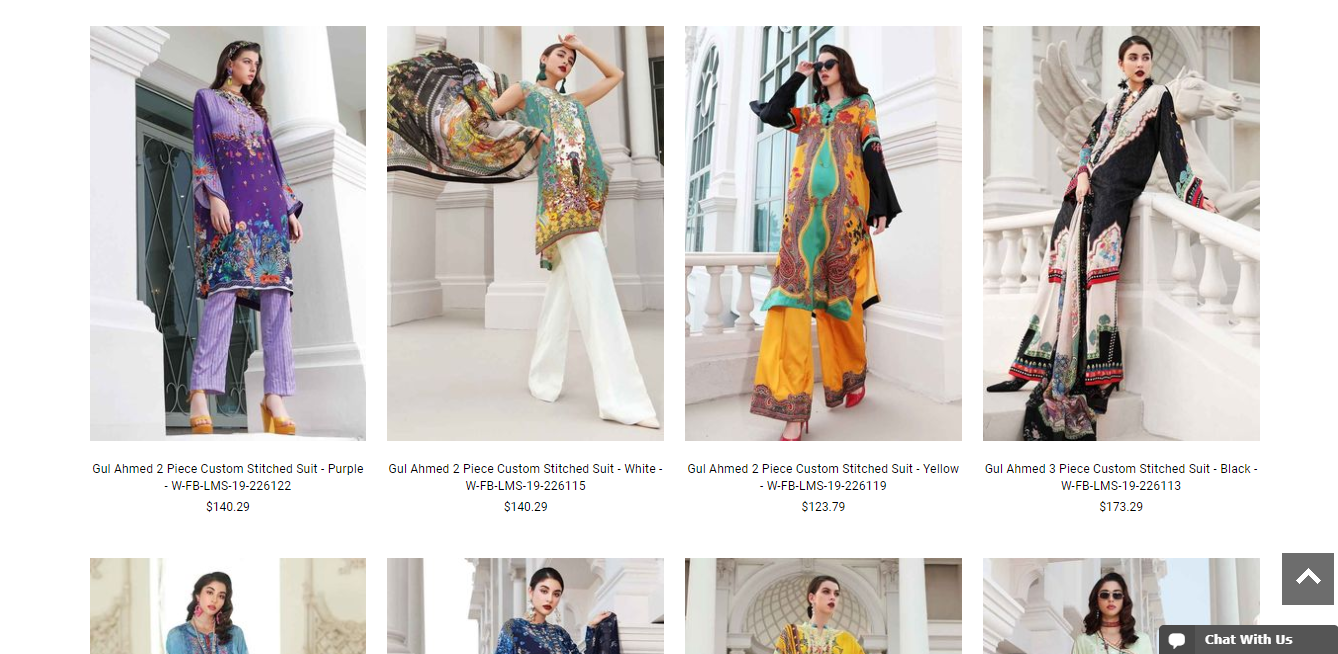 Gul Ahmed 2 Piece Custom Stitched Suit - Purple
- W-FB-LMS-19-226122
$140.29
Gul Ahmed 2 Piece Custom Stitched Suit - White -
W-FB-LMS-19-226115
$140.29
Gul Ahmed 2 Piece Custom Stitched Suit - Yellow
- W-FB-LMS-19-226119
$123.79
Gul Ahmed 3 Piece Custom Stitched Suit - Black -
W-FB-LMS-19-226113
$173.29
Chat With Us